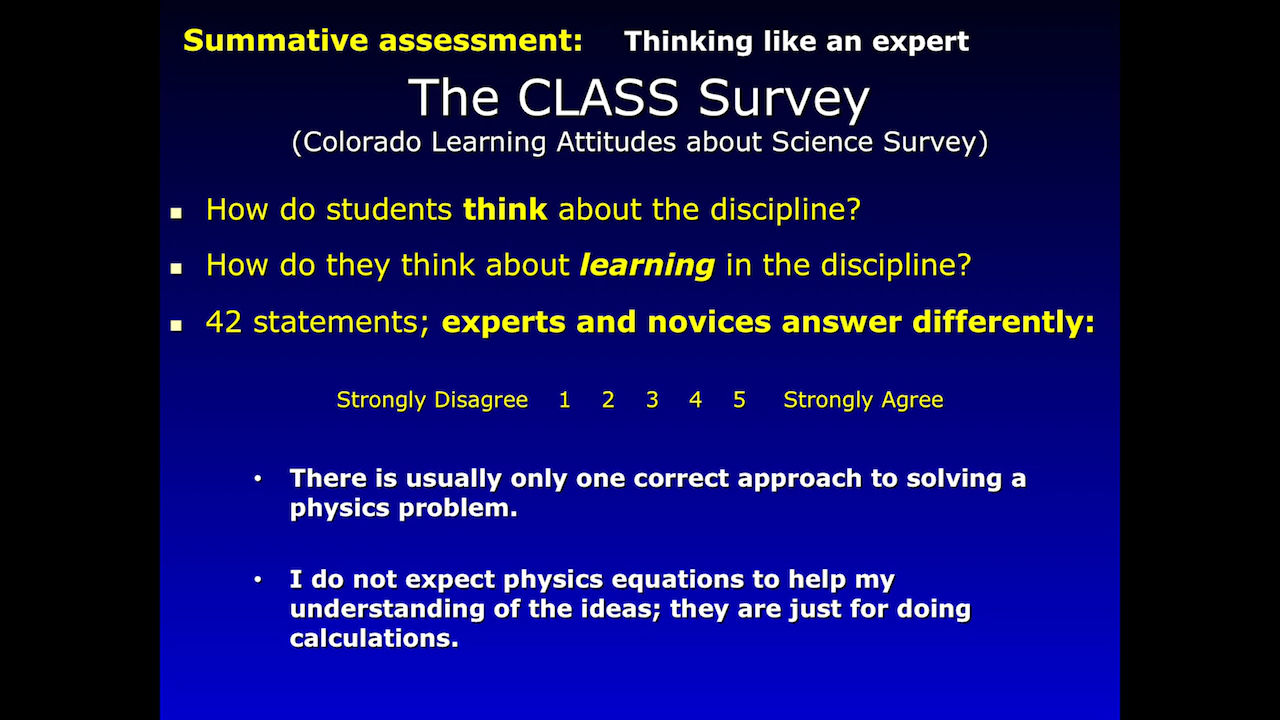 Summative assessment: Thinking like an expert
The CLASS Survey
(Colorado Learning Attitudes about Science Survey)
How do students think about the discipline?
How do they think about learning in the discipline?
42 statements; experts and novices answer differently:
Strongly Disagree 1 2 3 4 5 Strongly Agree
• There is usually only one correct approach to solving a
physics problem.
• I do not expect physics equations to help my
understanding of the ideas; they are just for doing
calculations.